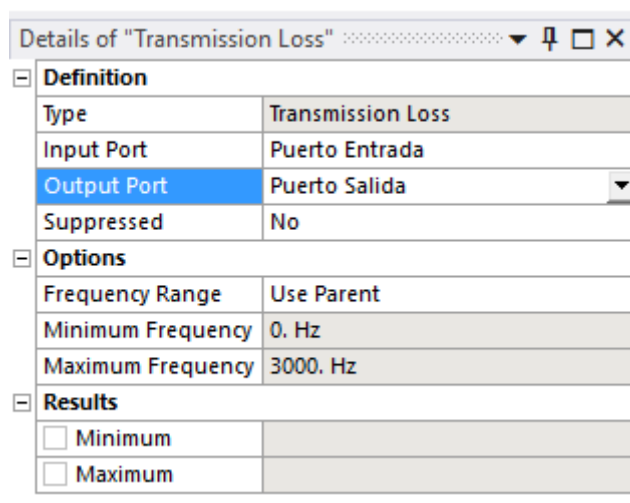 Details of "Transmission Loss"
Definition
Type Transmission Loss
Input Port Puerto Entrada
Output Port Puerto Salida
Suppressed No
Options
Frequency Range Use Parent
Minimum Frequency 0. Hz
Maximum Frequency 3000. Hz
Results
Minimum
Maximum